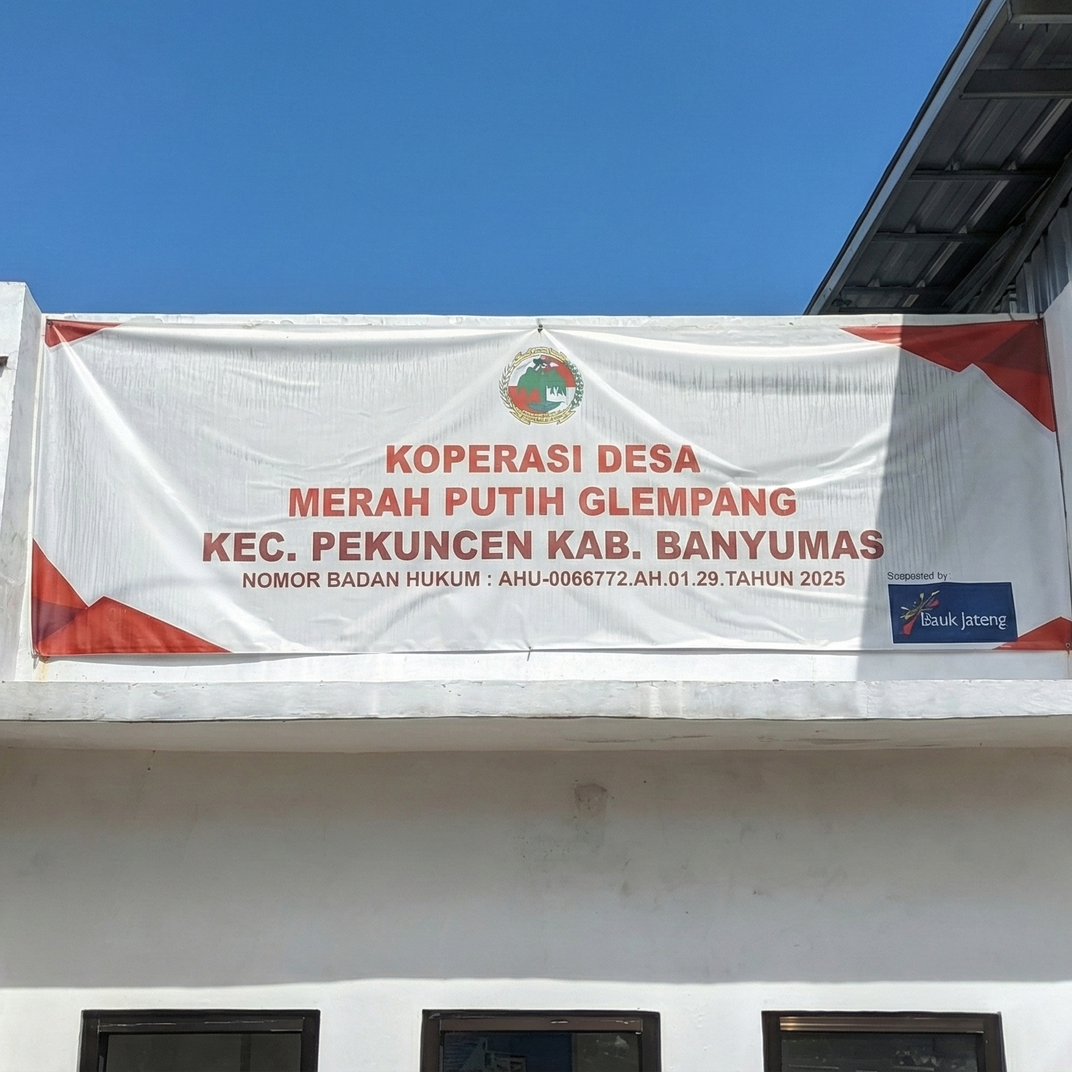 KOPERASI DESA
MERAH PUTIH GLEMPANG
KEC. PEKUNCEN KAB. BANYUMAS
NOMOR BADAN HUKUM : AHU-0066772.AH.01.29.TAHUN 2025
Scepested by:
Bauk Jateng